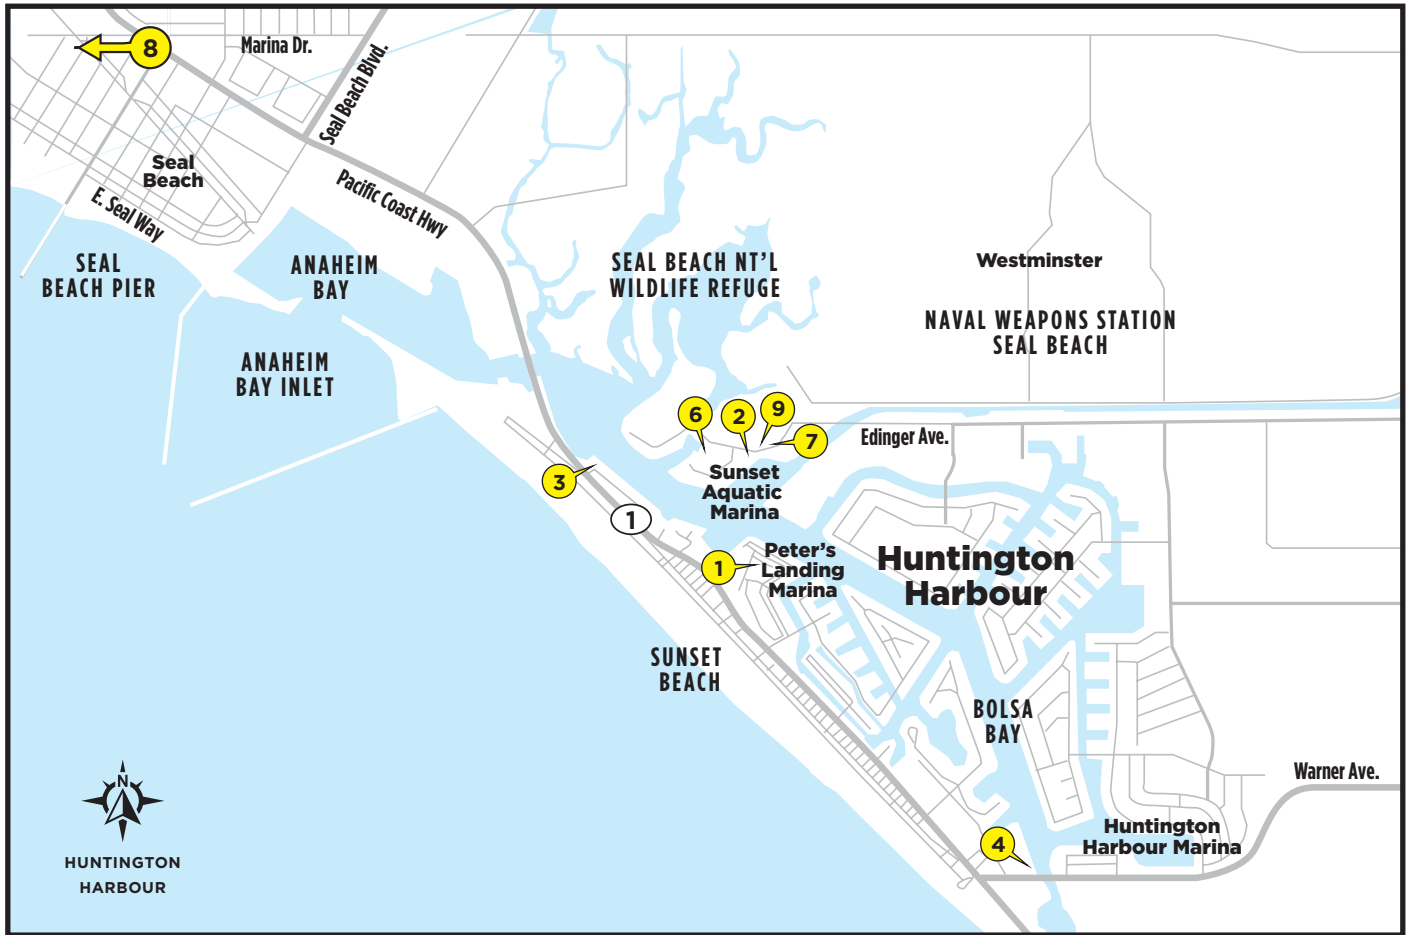 8
Marina Dr.
Seal Beach Blvd.
Seal
Beach
E. Seal Way
Pacific Coast Hwy
SEAL
BEACH PIER
ANAHEIM
BAY
SEAL BEACH NT'L
WILDLIFE REFUGE
Westminster
NAVAL WEAPONS STATION
SEAL BEACH
ANAHEIM
BAY INLET
6
2
9
7
Edinger Ave.
3
Sunset
Aquatic
Marina
1
1
Peter's
Landing
Marina
Huntington
Harbour
SUNSET
BEACH
BOLSA
BAY
Warner Ave.
4
Huntington
Harbour Marina
N
HUNTINGTON
HARBOUR